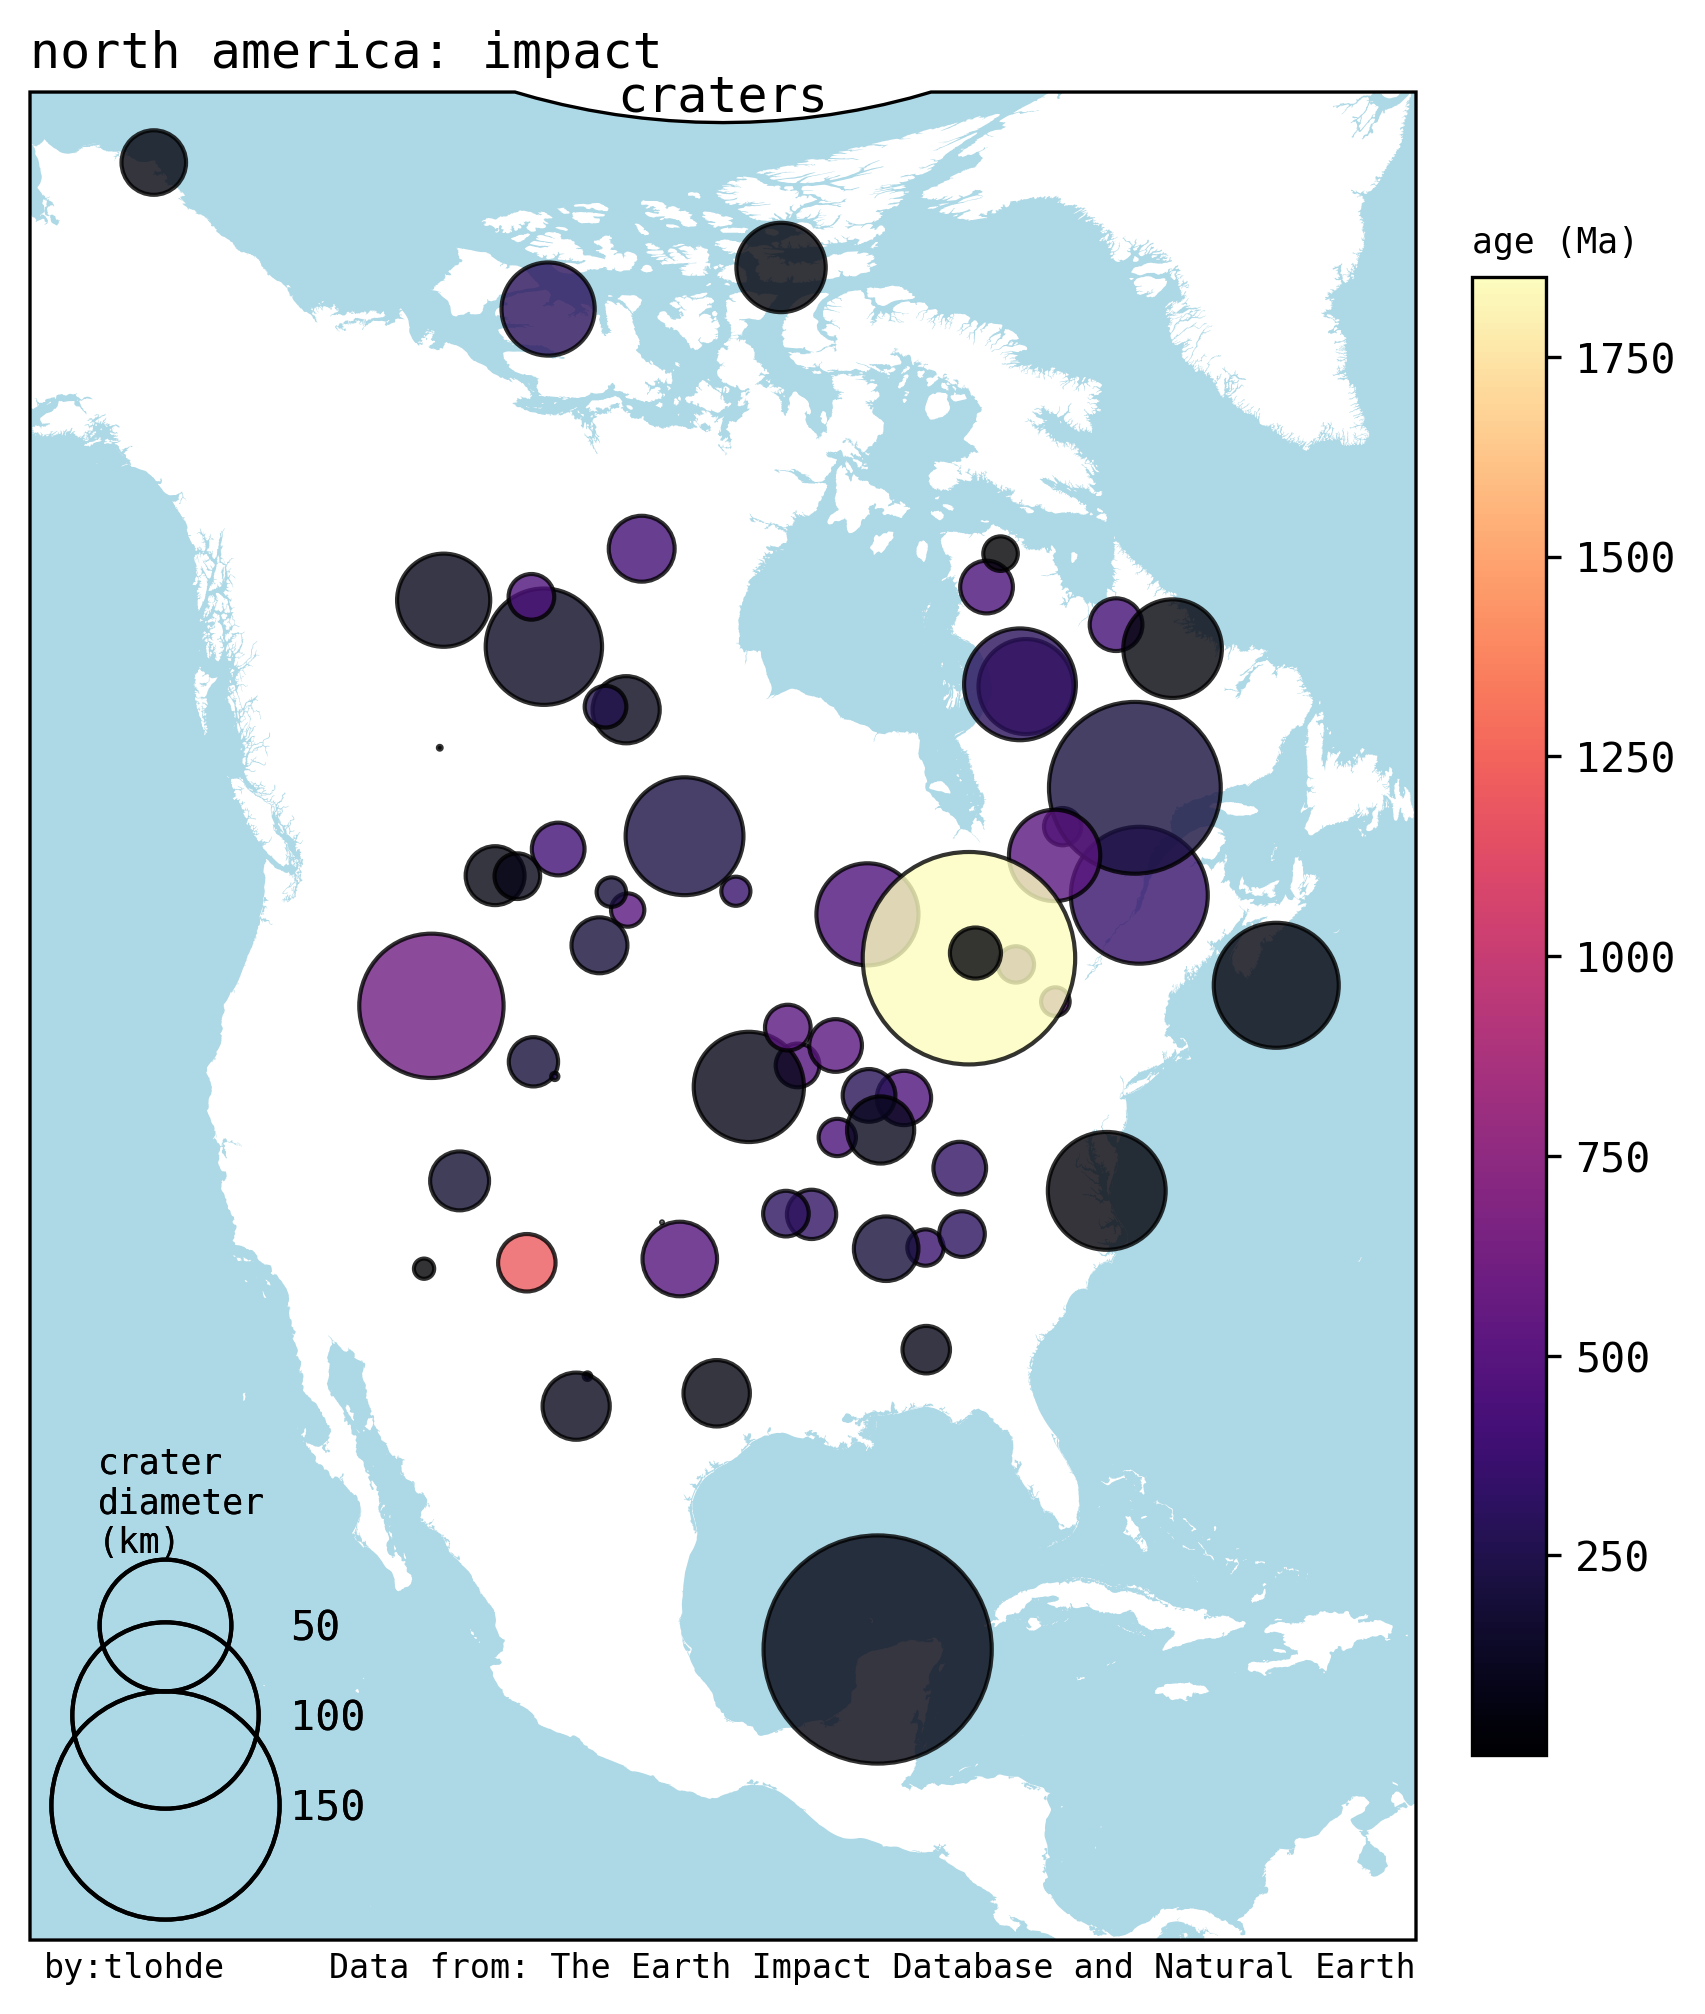 north america: impact
craters
age (Ma)
1750
1500
1250
1000
750
500
250
crater
diameter
(km)
50
100
150
by:tlohde
Data from: The Earth Impact Database and Natural Earth